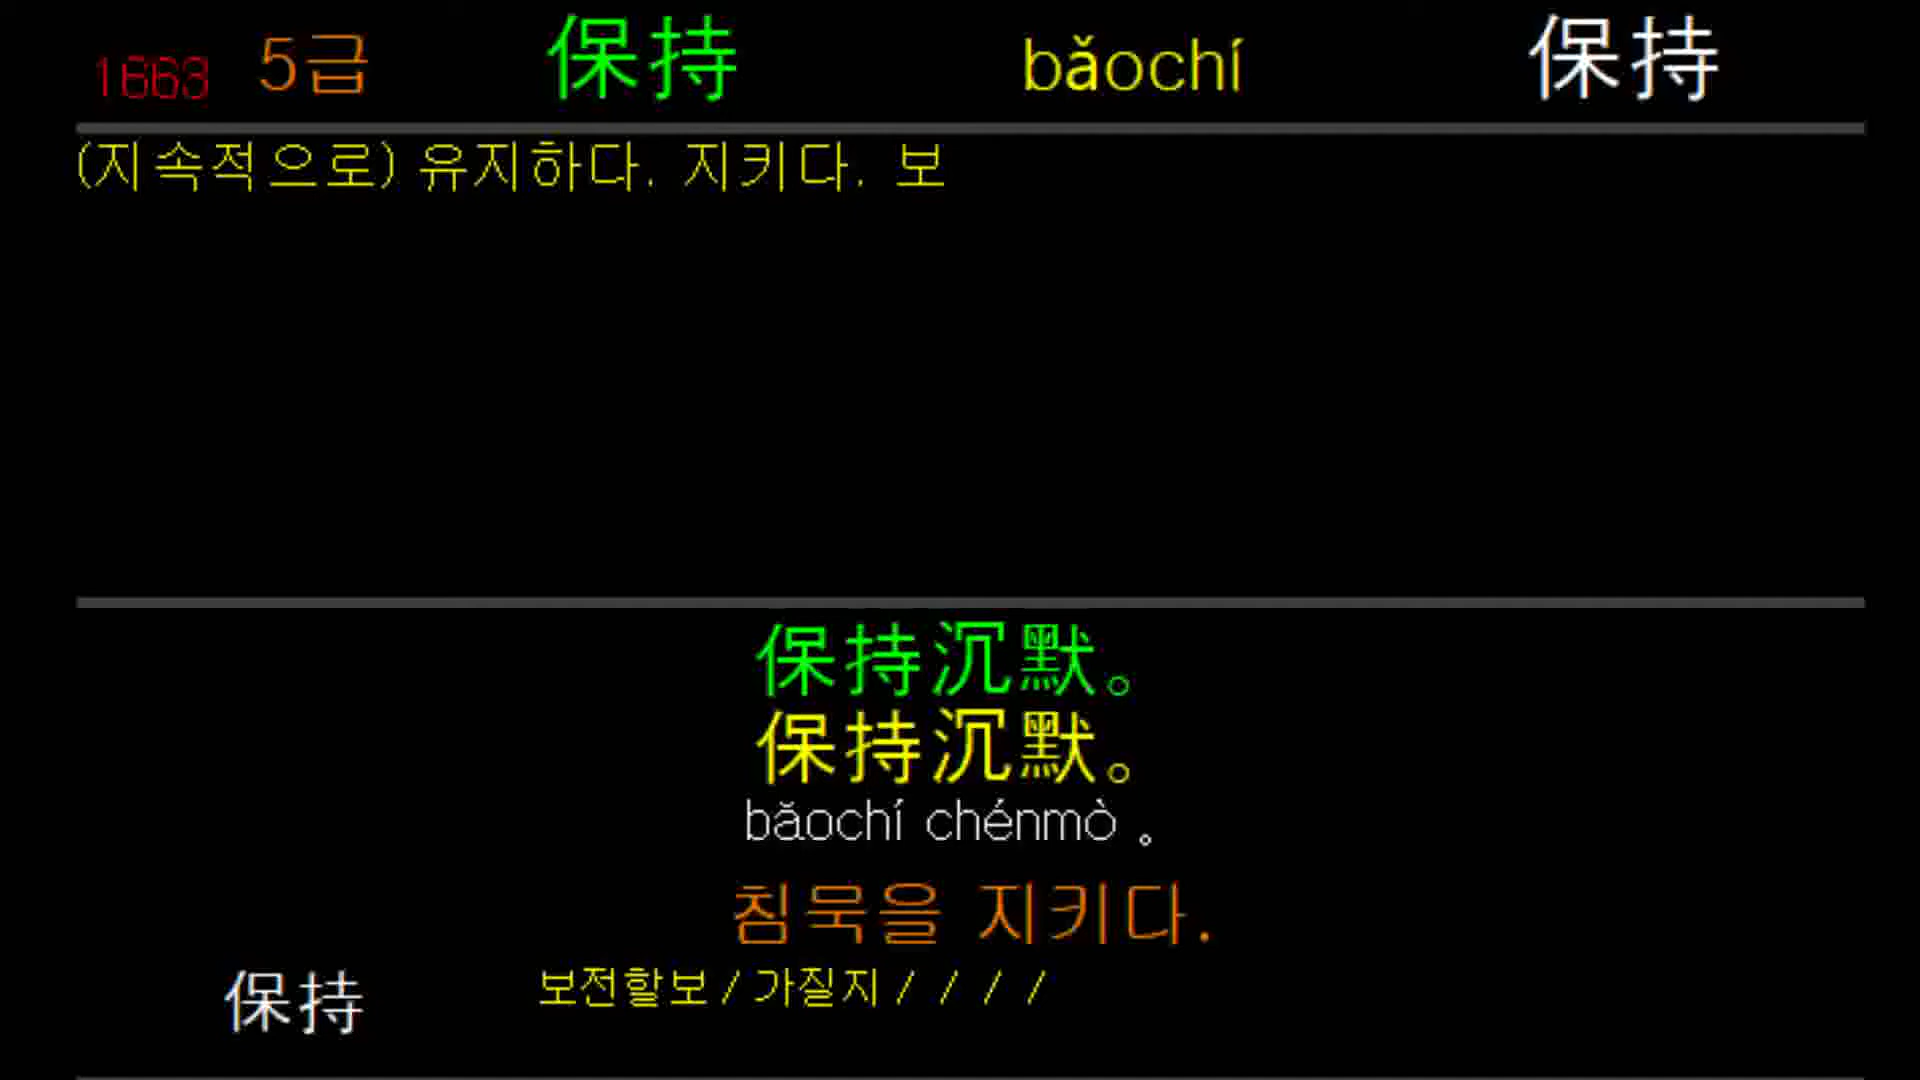 1663 5급 保持 bǎochí 保持
(지속적으로) 유지하다. 지키다. 보
保持沉默。
保持沉默。
bǎochí chénmò 。
침묵을 지키다.
保持 보전할보/가질지/ / / /